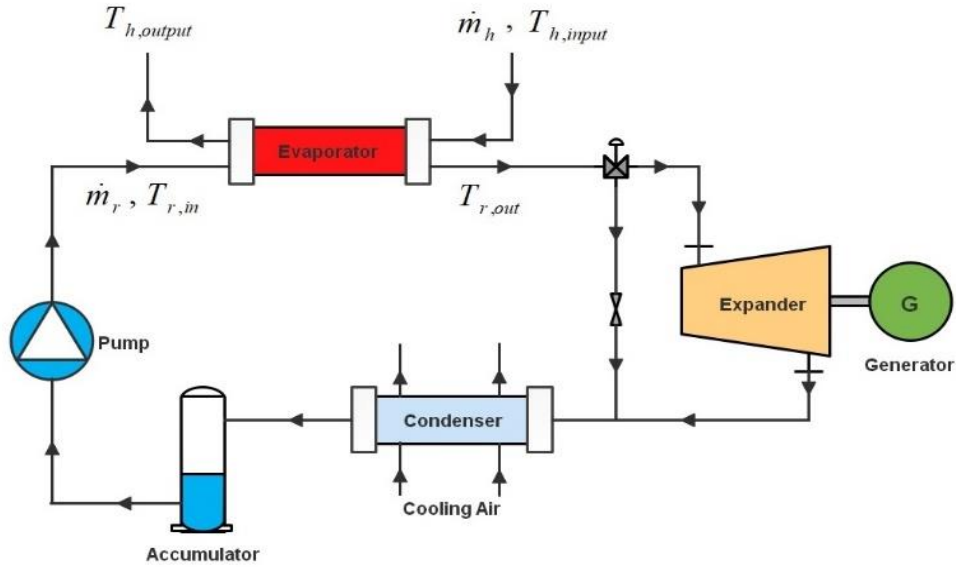 T_{h,output}
ṁ_h , T_{h,input}
Evaporator
ṁ_r , T_{r,in}
T_{r,out}
Expander
G
Generator
Pump
Condenser
Cooling Air
Accumulator